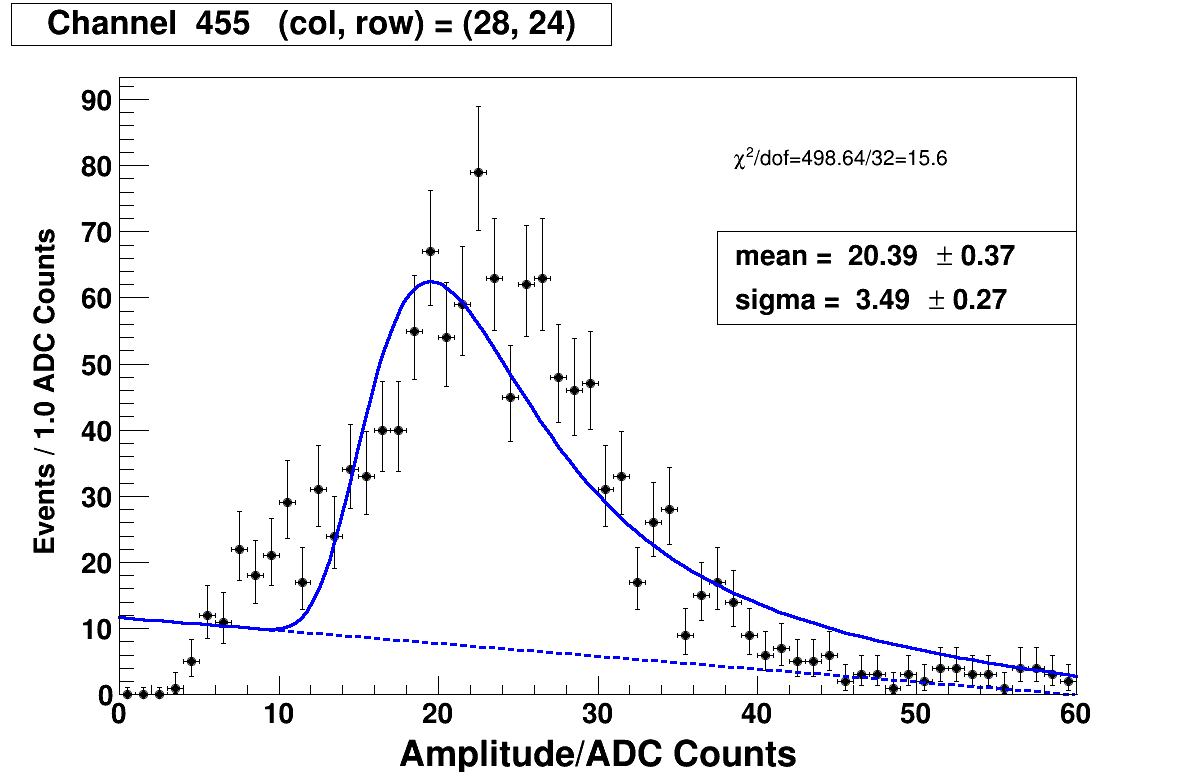 Channel 455 (col, row) = (28, 24)
χ²/dof=498.64/32=15.6
mean = 20.39 ± 0.37
sigma = 3.49 ± 0.27
Events / 1.0 ADC Counts
90
80
70
60
50
40
30
20
10
0
0 10 20 30 40 50 60
Amplitude/ADC Counts